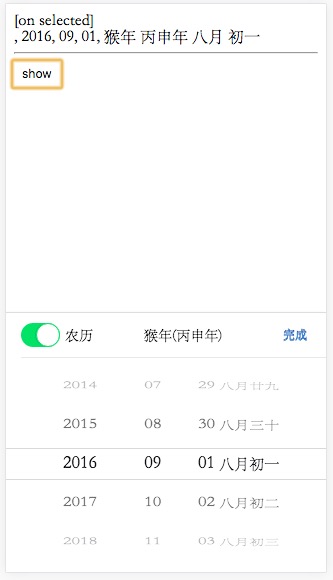 [on selected]
, 2016, 09, 01, 猴年 丙申年 八月 初一
show
农历 猴年(丙申年) 完成
2014 07 29 八月廿九
2015 08 30 八月三十
2016 09 01 八月初一
2017 10 02 八月初二
2018 11 03 八月初三